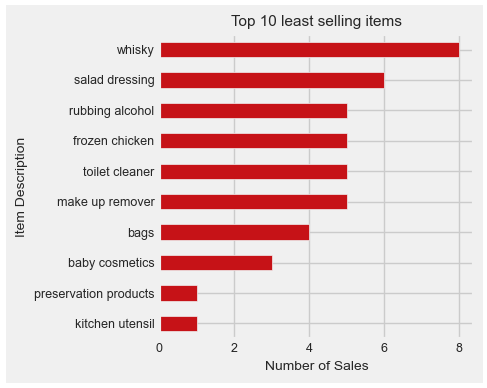 Top 10 least selling items
Item Description
whisky
salad dressing
rubbing alcohol
frozen chicken
toilet cleaner
make up remover
bags
baby cosmetics
preservation products
kitchen utensil
0 2 4 6 8
Number of Sales